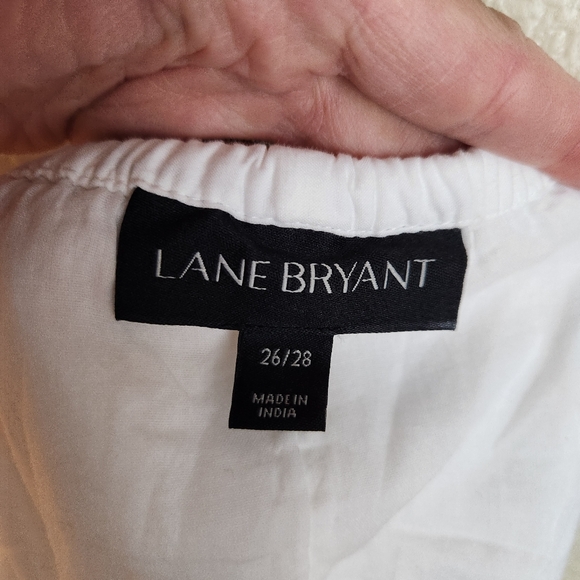 LANE BRYANT
26/28
MADE IN
INDIA